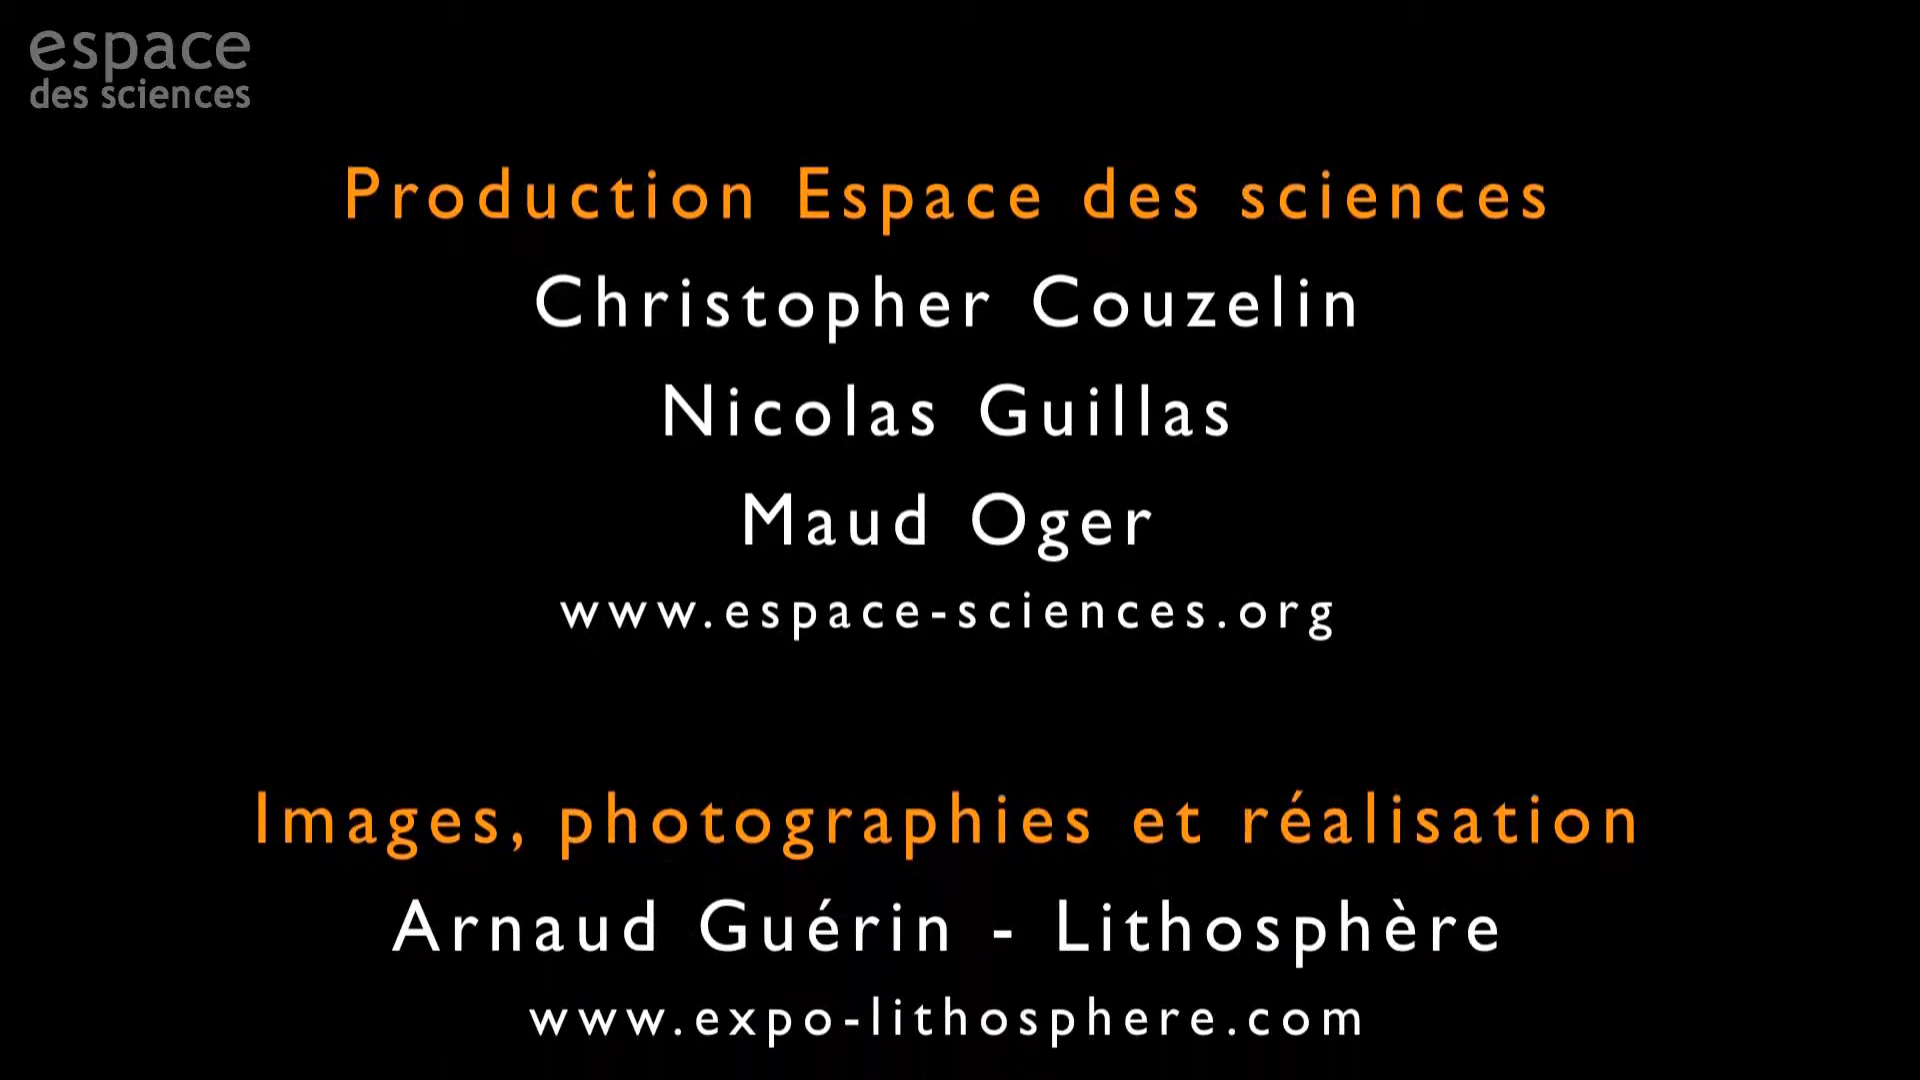 espace
des sciences
Production Espace des sciences
Christopher Couzelin
Nicolas Guillas
Maud Oger
www.espace-sciences.org
Images, photographies et réalisation
Arnaud Guérin - Lithosphère
www.expo-lithosphere.com